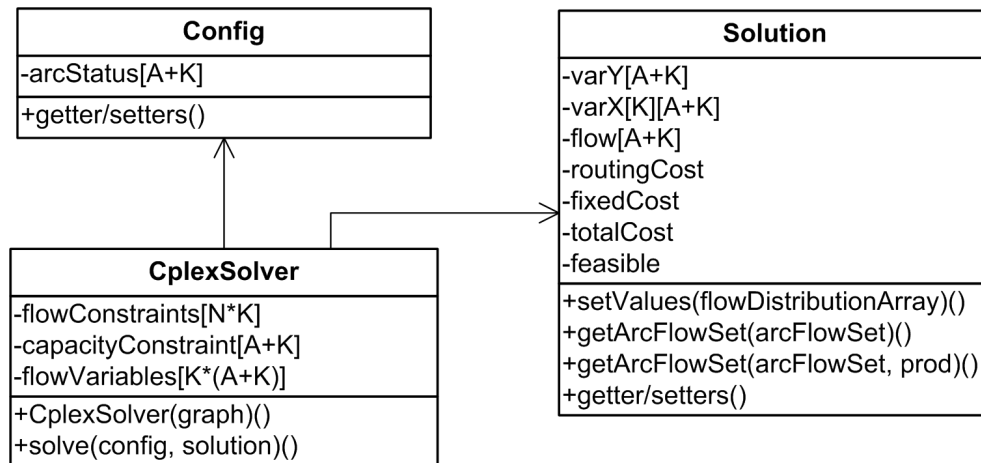 Config
-arcStatus[A+K]
+getter/setters()
Solution
-varY[A+K]
-varX[K][A+K]
-flow[A+K]
-routingCost
-fixedCost
-totalCost
-feasible
+setValues(flowDistributionArray)()
+getArcFlowSet(arcFlowSet)()
+getArcFlowSet(arcFlowSet, prod)()
+getter/setters()
CplexSolver
-flowConstraints[N*K]
-capacityConstraint[A+K]
-flowVariables[K*(A+K)]
+CplexSolver(graph)()
+solve(config, solution)()